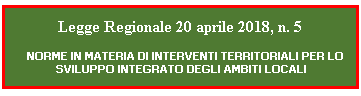 Legge Regionale 20 aprile 2018, n. 5
NORME IN MATERIA DI INTERVENTI TERRITORIALI PER LO
SVILUPPO INTEGRATO DEGLI AMBITI LOCALI